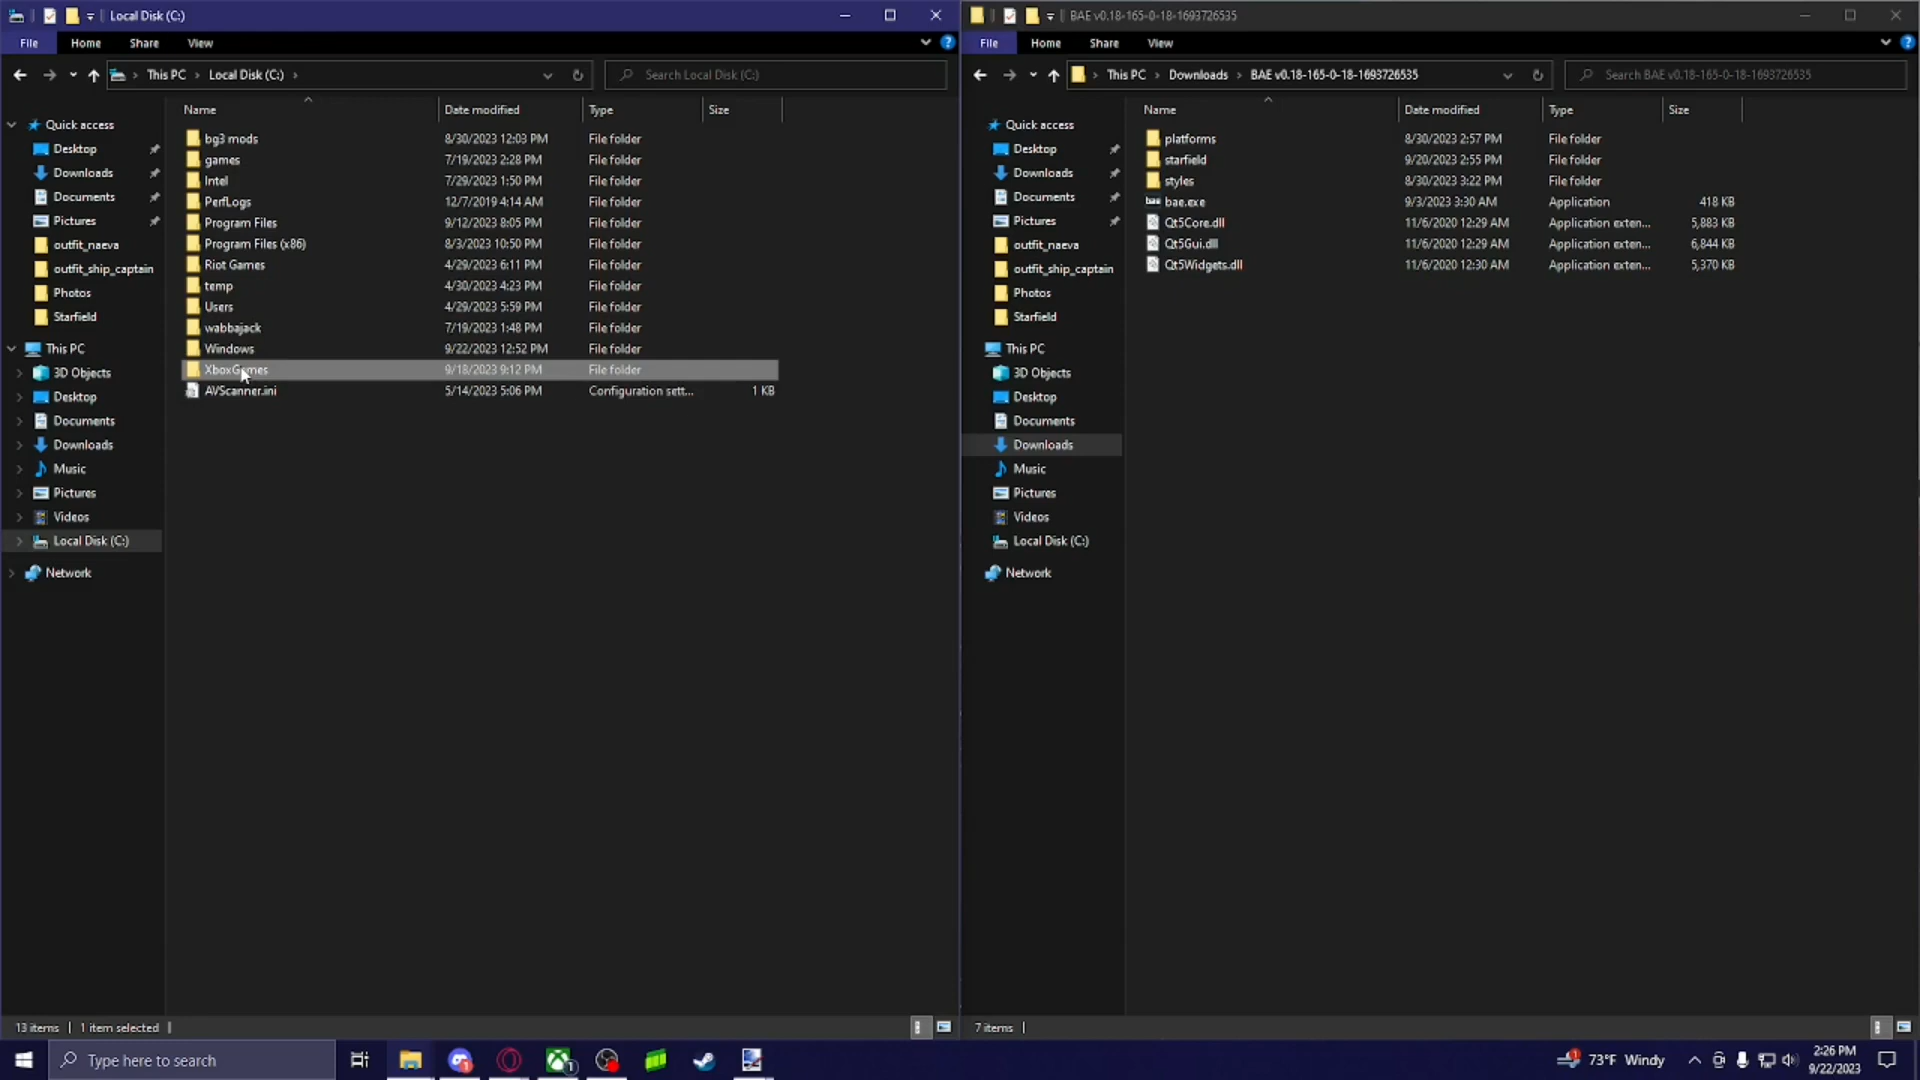 Local Disk (C:)
File Home Share View
This PC Local Disk (C:)
Search Local Disk (C:)
Quick access
Desktop
Downloads
Documents
Pictures
outfit_naeva
outfit_ship_captain
Photos
Starfield
This PC
3D Objects
Desktop
Documents
Downloads
Music
Pictures
Videos
Local Disk (C:)
Network
Name Date modified Type Size
bg3 mods 8/30/2023 12:03 PM File folder
games 7/19/2023 2:28 PM File folder
Intel 7/29/2023 1:50 PM File folder
PerfLogs 12/7/2019 4:14 AM File folder
Program Files 9/12/2023 8:05 PM File folder
Program Files (x86) 8/3/2023 10:50 PM File folder
Riot Games 4/29/2023 6:11 PM File folder
temp 4/30/2023 4:23 PM File folder
Users 4/29/2023 5:59 PM File folder
wabbajack 7/19/2023 1:48 PM File folder
Windows 9/22/2023 12:52 PM File folder
XboxGames 9/18/2023 9:12 PM File folder
AVScanner.ini 5/14/2023 5:06 PM Configuration sett... 1 KB
13 items 1 item selected
BAE v0.18-165-0-18-1693726535
File Home Share View
This PC Downloads BAE v0.18-165-0-18-1693726535
Search BAE v0.18-165-0-18-1693726535
Quick access
Desktop
Downloads
Documents
Pictures
outfit_naeva
outfit_ship_captain
Photos
Starfield
This PC
3D Objects
Desktop
Documents
Downloads
Music
Pictures
Videos
Local Disk (C:)
Network
Name Date modified Type Size
platforms 8/30/2023 2:57 PM File folder
starfield 9/20/2023 2:55 PM File folder
styles 8/30/2023 3:22 PM File folder
bae.exe 9/3/2023 3:30 AM Application 418 KB
Qt5Core.dll 11/6/2020 12:29 AM Application exten... 5,883 KB
Qt5Gui.dll 11/6/2020 12:29 AM Application exten... 6,844 KB
Qt5Widgets.dll 11/6/2020 12:30 AM Application exten... 5,370 KB
7 items
Type here to search
73°F Windy
2:26 PM
9/22/2023